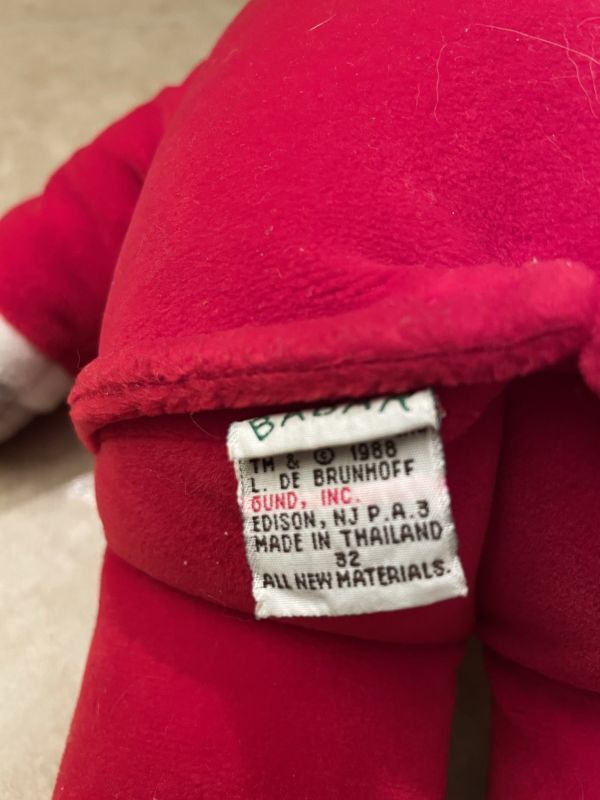 BABAR
TM & © 1988
L. DE BRUNHOFF
GUND, INC.
EDISON, NJ P.A.3
MADE IN THAILAND
32
ALL NEW MATERIALS.